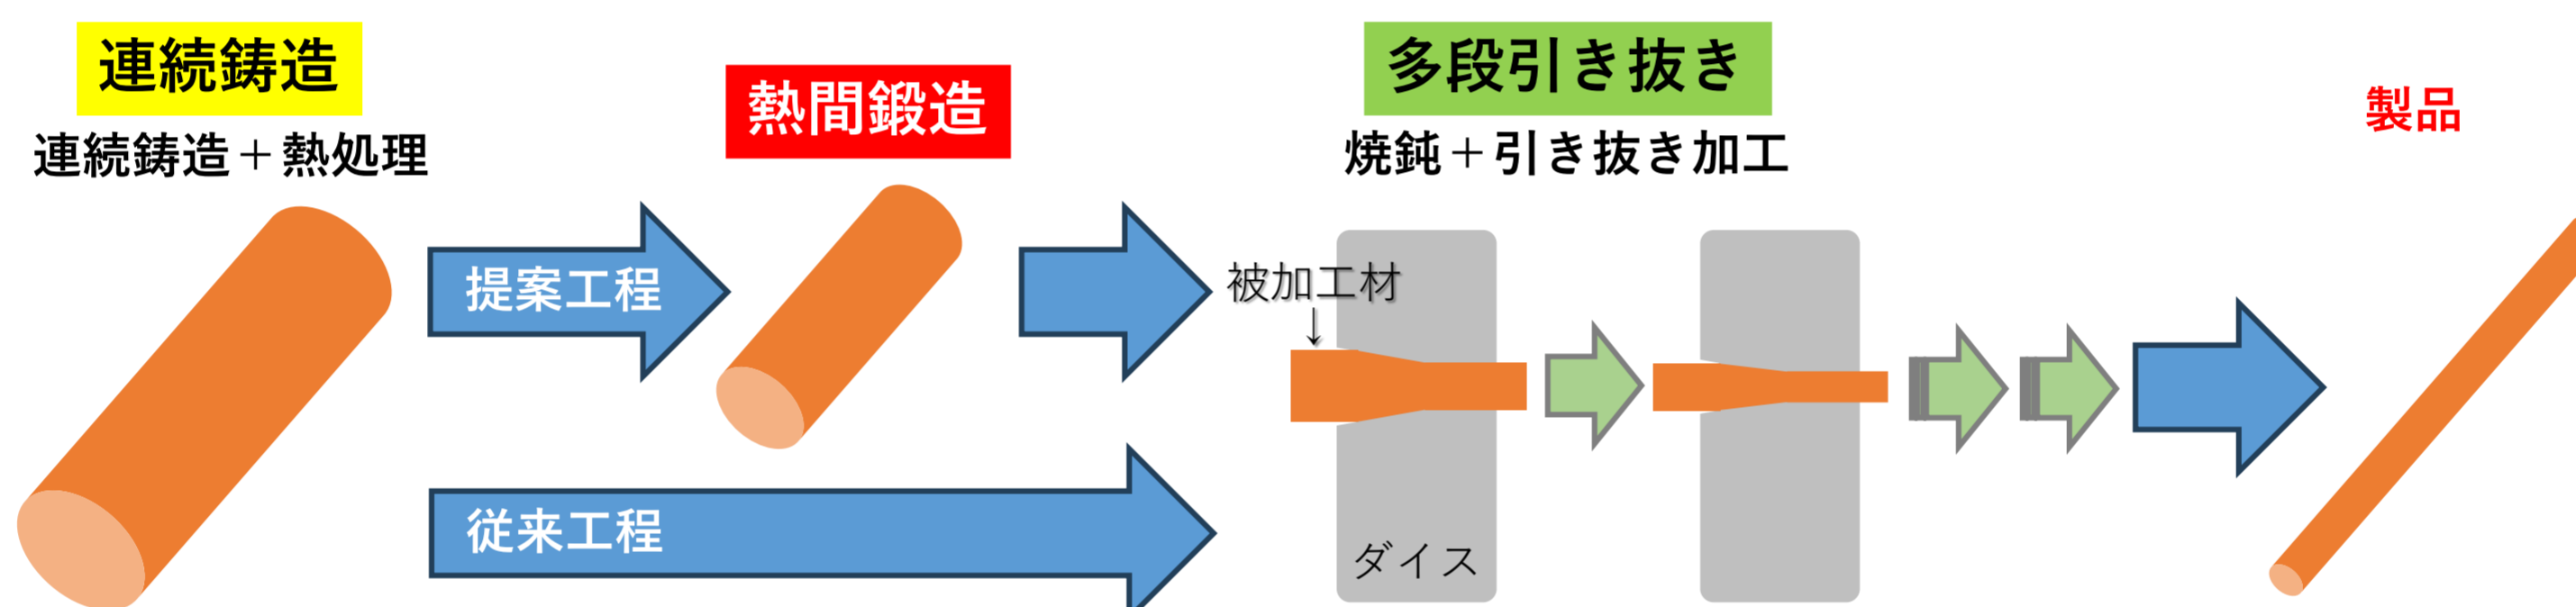 連続鋳造
連続鋳造＋熱処理
熱間鍛造
多段引き抜き
焼鈍＋引き抜き加工
製品
提案工程
被加工材
↓
従来工程
ダイス